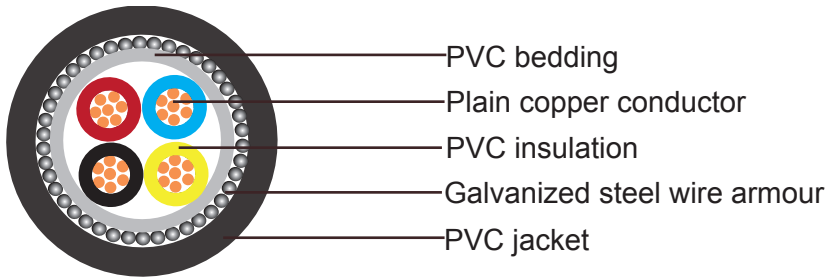 PVC bedding
Plain copper conductor
PVC insulation
Galvanized steel wire armour
PVC jacket